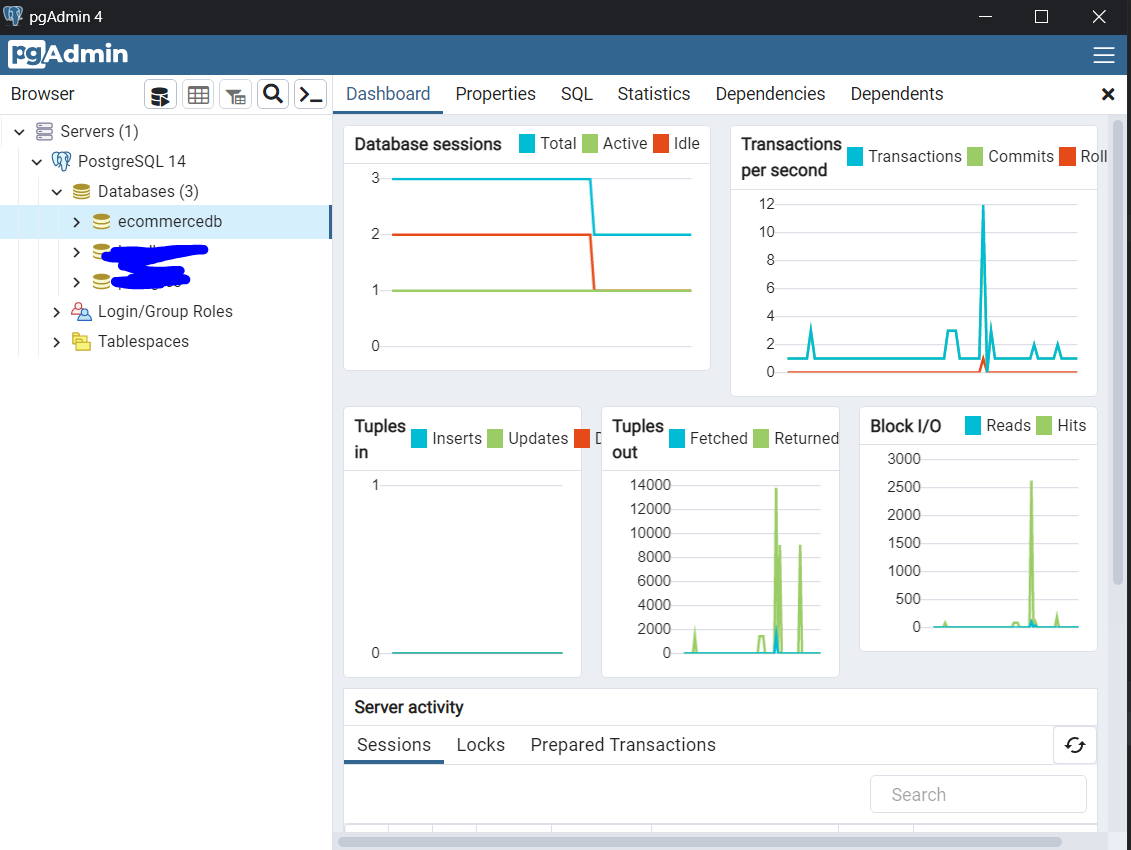 pgAdmin 4
pgAdmin
Browser
Dashboard Properties SQL Statistics Dependencies Dependents
Servers (1)
PostgreSQL 14
Databases (3)
ecommercedb
Login/Group Roles
Tablespaces
Database sessions Total Active Idle
3
2
1
0
Transactions per second Transactions Commits Roll
12
10
8
6
4
2
0
Tuples in Inserts Updates D
1
0
Tuples out Fetched Returned
14000
12000
10000
8000
6000
4000
2000
0
Block I/O Reads Hits
3000
2500
2000
1500
1000
500
0
Server activity
Sessions Locks Prepared Transactions
Search